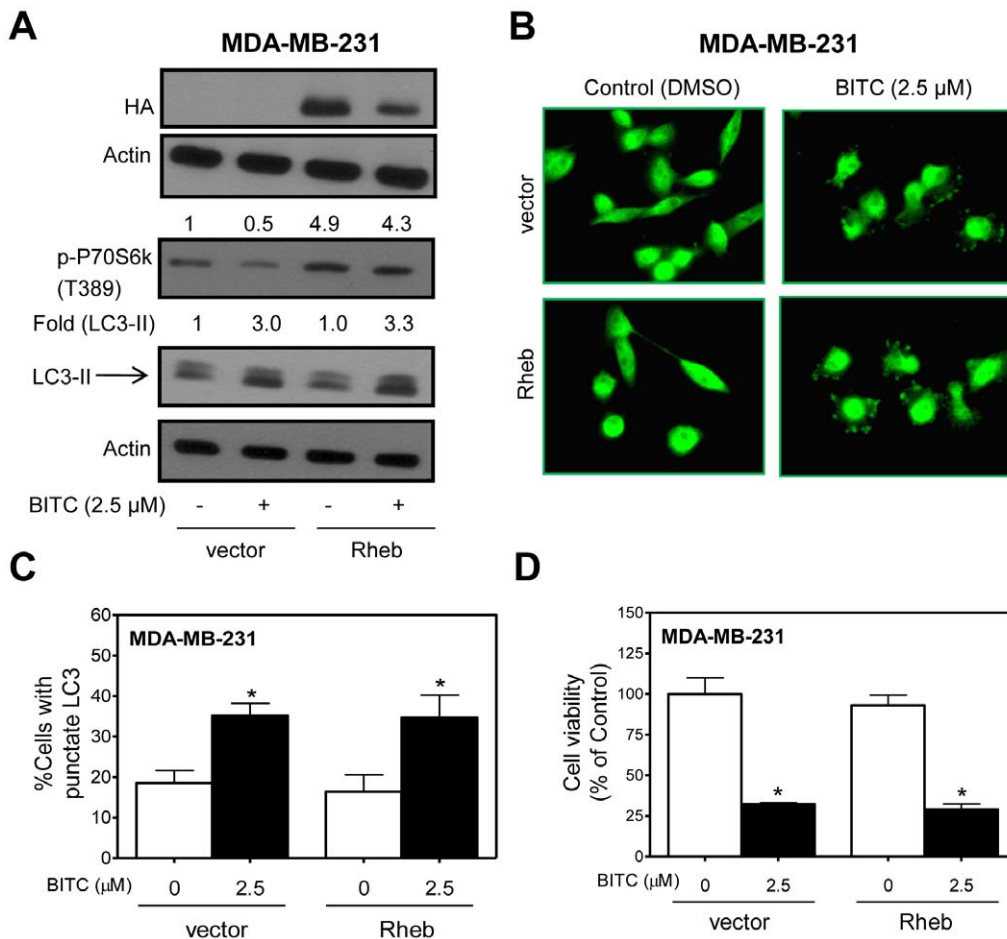 A
MDA-MB-231
HA
Actin
1 0.5 4.9 4.3
p-P70S6k
(T389)
Fold (LC3-II) 1 3.0 1.0 3.3
LC3-II
Actin
BITC (2.5 µM) - + - +
vector Rheb
B
MDA-MB-231
Control (DMSO) BITC (2.5 µM)
vector
Rheb
C
%Cells with
punctate LC3
60
50
40
30
20
10
0
MDA-MB-231
* *
BITC (µM) 0 2.5 0 2.5
vector Rheb
D
Cell viability
(% of Control)
150
125
100
75
50
25
0
MDA-MB-231
* *
BITC (µM) 0 2.5 0 2.5
vector Rheb